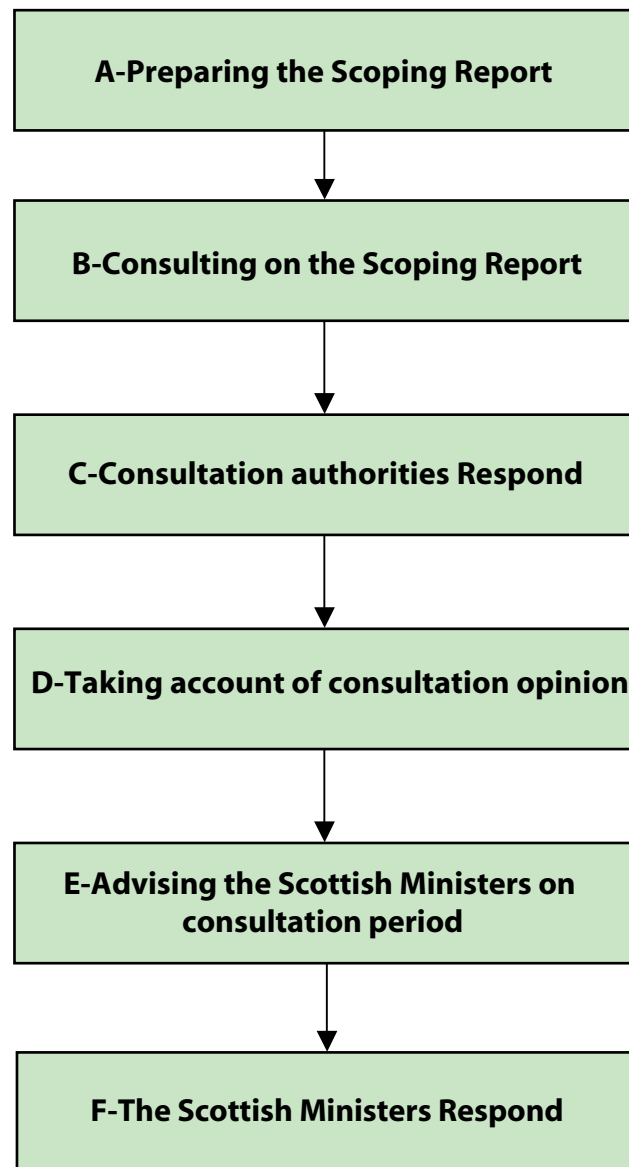 A-Preparing the Scoping Report
B-Consulting on the Scoping Report
C-Consultation authorities Respond
D-Taking account of consultation opinion
E-Advising the Scottish Ministers on
consultation period
F-The Scottish Ministers Respond